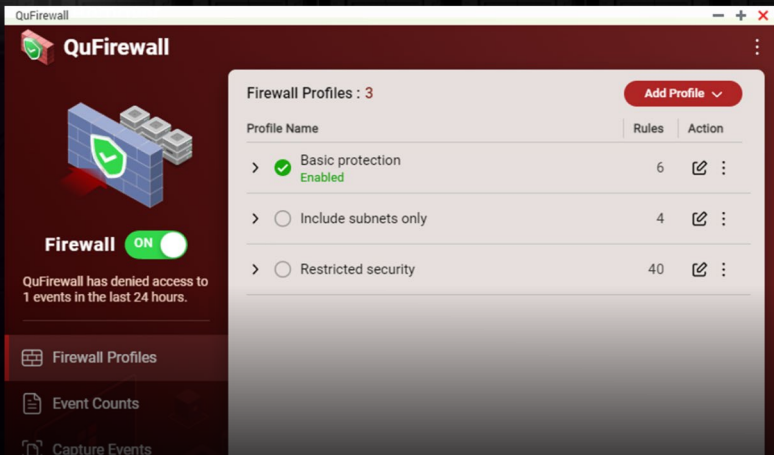 QuFirewall
QuFirewall
Firewall ON
QuFirewall has denied access to
1 events in the last 24 hours.
Firewall Profiles
Event Counts
Capture Events
Firewall Profiles : 3
Add Profile
Profile Name Rules Action
Basic protection 6
Enabled
Include subnets only 4
Restricted security 40